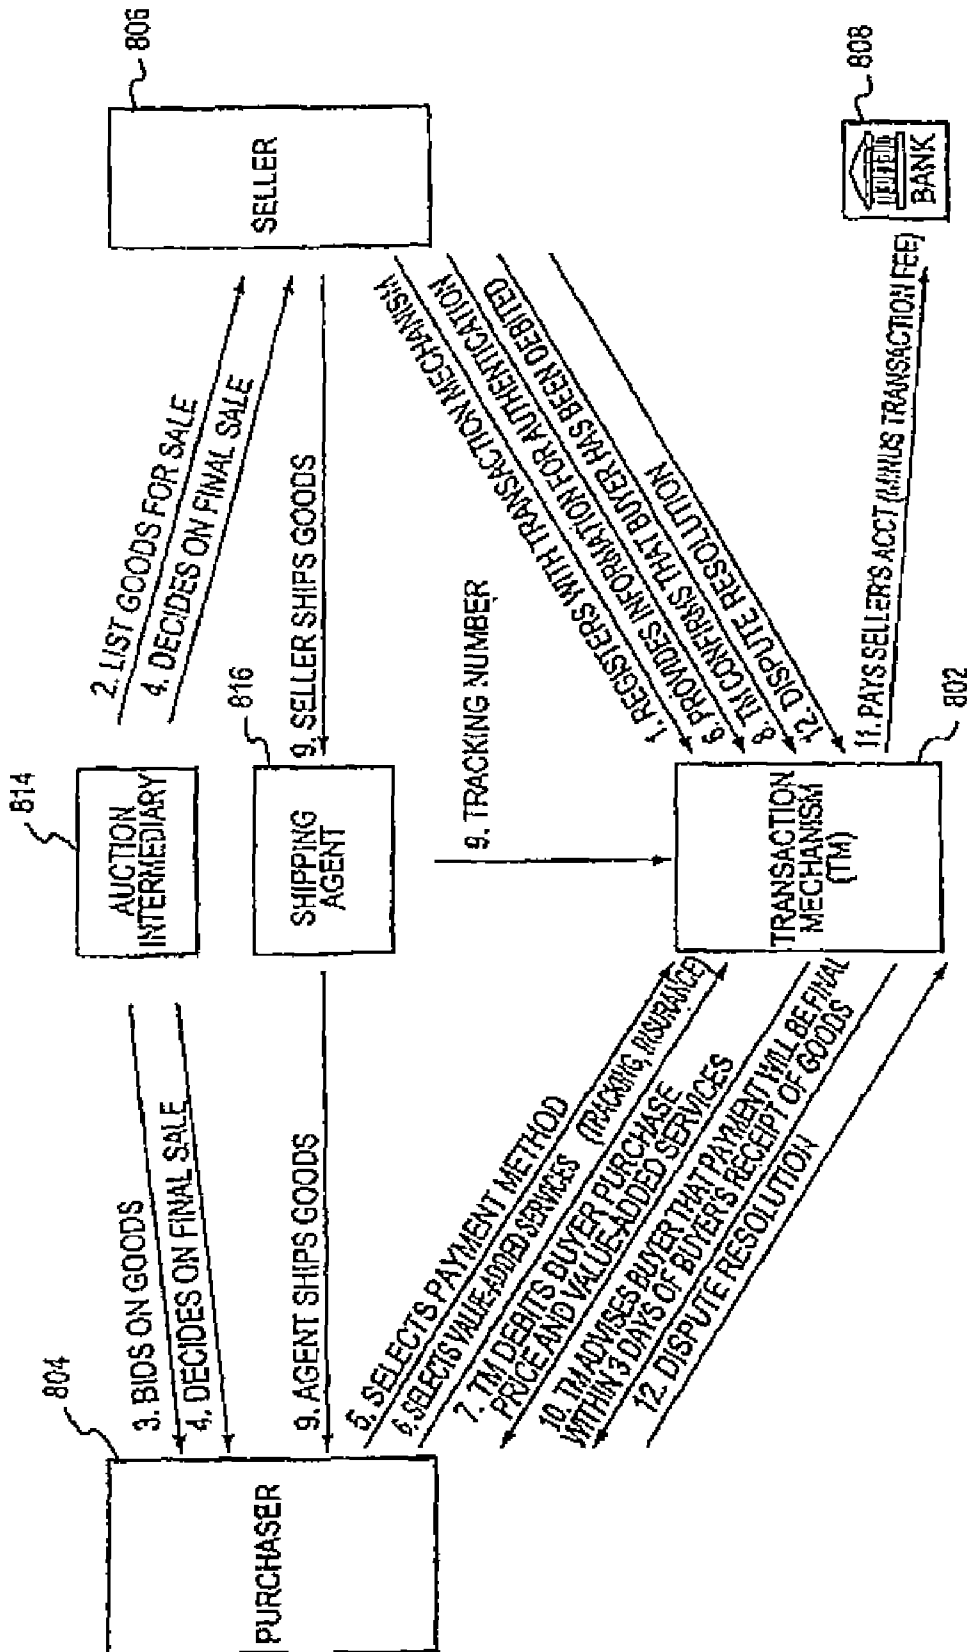 804
PURCHASER
3. BIDS ON GOODS
4. DECIDES ON FINAL SALE
9. AGENT SHIPS GOODS
5. SELECTS PAYMENT METHOD
6. SELECTS VALUE-ADDED SERVICES (TRACKING, INSURANCE)
7. TM DEBITS BUYER PURCHASE
PRICE AND VALUE-ADDED SERVICES
10. TM ADVISES BUYER THAT PAYMENT WILL BE FINAL
WITHIN 3 DAYS OF BUYER'S RECEIPT OF GOODS
12. DISPUTE RESOLUTION
814
AUCTION
INTERMEDIARY
816
SHIPPING
AGENT
9. TRACKING NUMBER
TRANSACTION
MECHANISM
(TM)
802
2. LIST GOODS FOR SALE
4. DECIDES ON FINAL SALE
9. SELLER SHIPS GOODS
1. REGISTERS WITH TRANSACTION MECHANISM
6. PROVIDES INFORMATION FOR AUTHENTICATION
8. TM CONFIRMS THAT BUYER HAS BEEN DEBITED
12. DISPUTE RESOLUTION
11. PAYS SELLER'S ACCT (MINUS TRANSACTION FEE)
806
SELLER
808
BANK